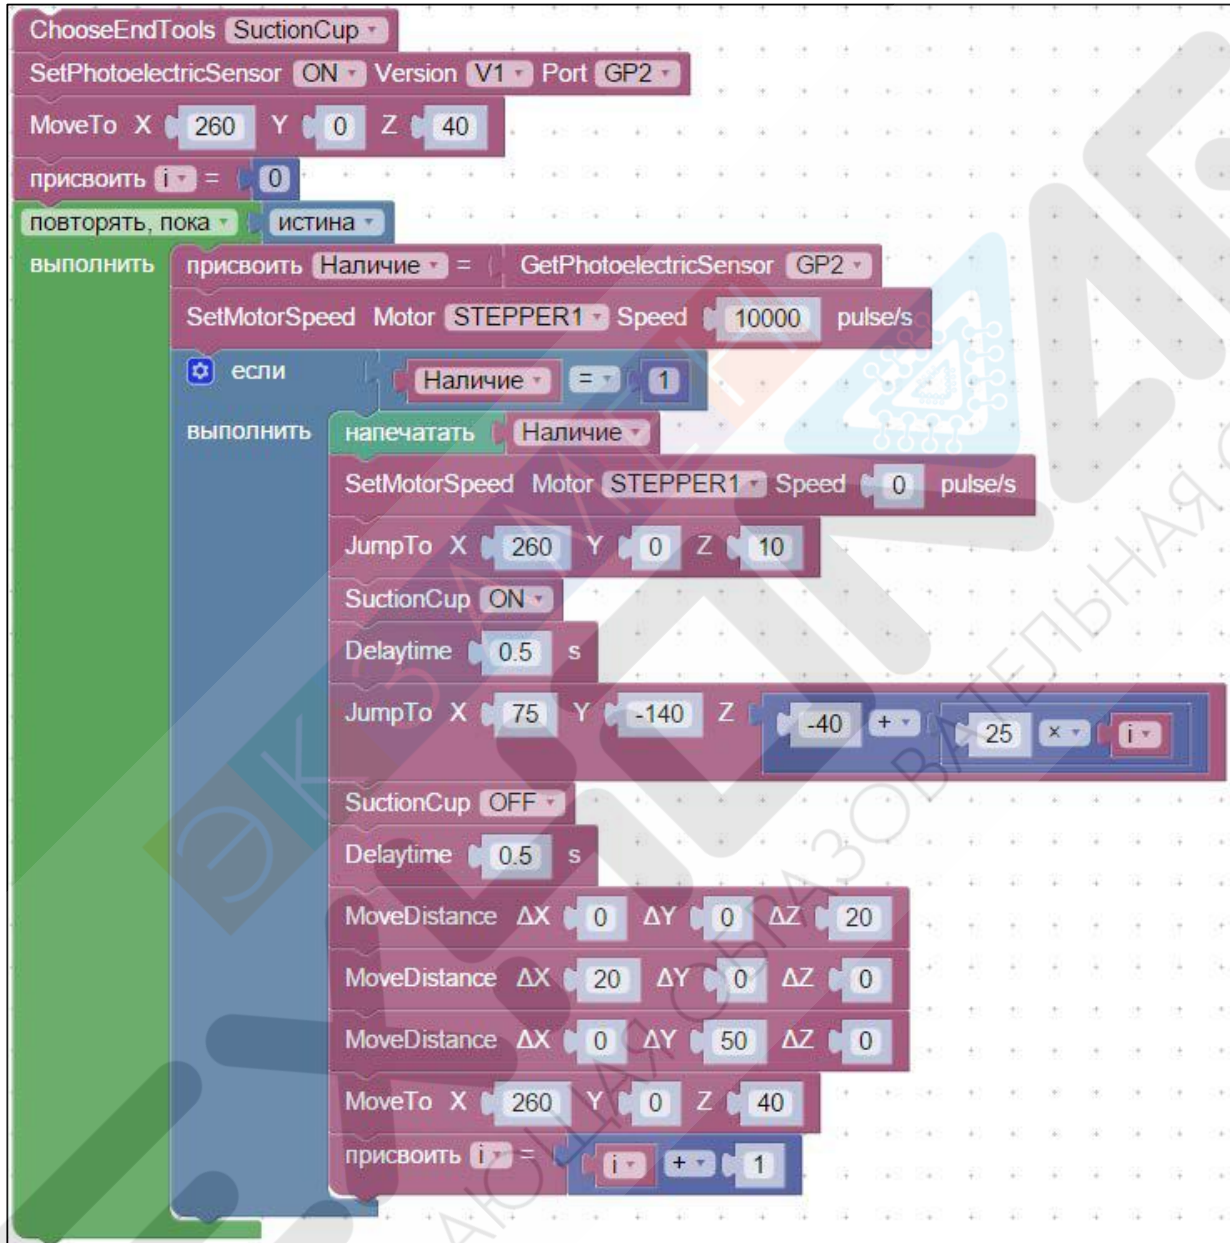 ChooseEndTools SuctionCup
SetPhotoelectricSensor ON Version V1 Port GP2
MoveTo X 260 Y 0 Z 40
присвоить i = 0
повторять, пока истина
выполнить присвоить Наличие = GetPhotoelectricSensor GP2
SetMotorSpeed Motor STEPPER1 Speed 10000 pulse/s
если Наличие = 1
выполнить напечатать Наличие
SetMotorSpeed Motor STEPPER1 Speed 0 pulse/s
JumpTo X 260 Y 0 Z 10
SuctionCup ON
Delaytime 0.5 s
JumpTo X 75 Y -140 Z -40 + 25 × i
SuctionCup OFF
Delaytime 0.5 s
MoveDistance ΔX 0 ΔY 0 ΔZ 20
MoveDistance ΔX 20 ΔY 0 ΔZ 0
MoveDistance ΔX 0 ΔY 50 ΔZ 0
MoveTo X 260 Y 0 Z 40
присвоить i = i + 1
ЭКЗАМЕН